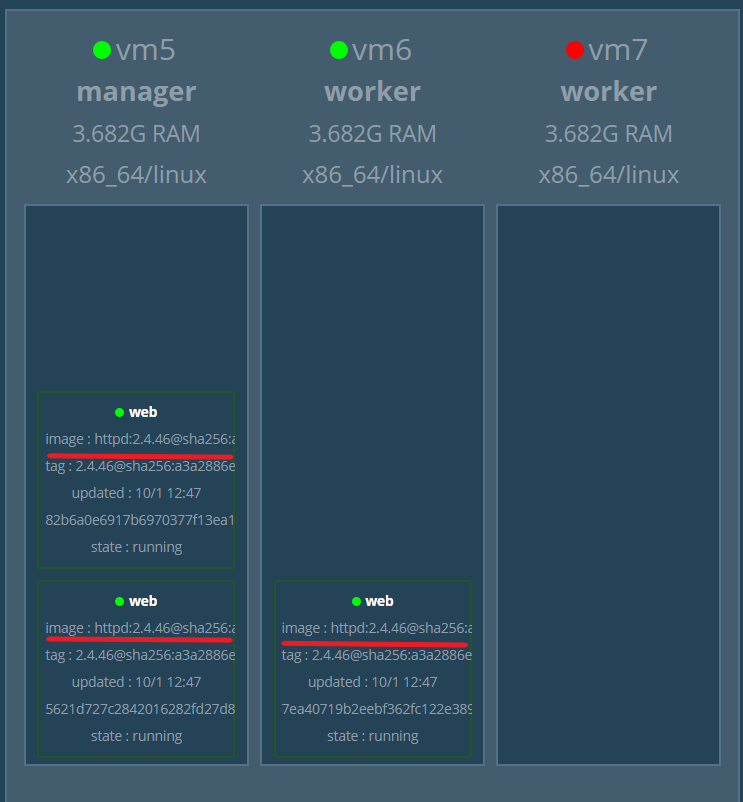 vm5
manager
3.682G RAM
x86_64/linux
web
image : httpd:2.4.46@sha256:a
tag : 2.4.46@sha256:a3a2886e
updated : 10/1 12:47
82b6a0e6917b6970377f13ea1
state : running
web
image : httpd:2.4.46@sha256:a
tag : 2.4.46@sha256:a3a2886e
updated : 10/1 12:47
5621d727c2842016282fd27d8
state : running
vm6
worker
3.682G RAM
x86_64/linux
web
image : httpd:2.4.46@sha256:a
tag : 2.4.46@sha256:a3a2886e
updated : 10/1 12:47
7ea40719b2eebf362fc122e389
state : running
vm7
worker
3.682G RAM
x86_64/linux